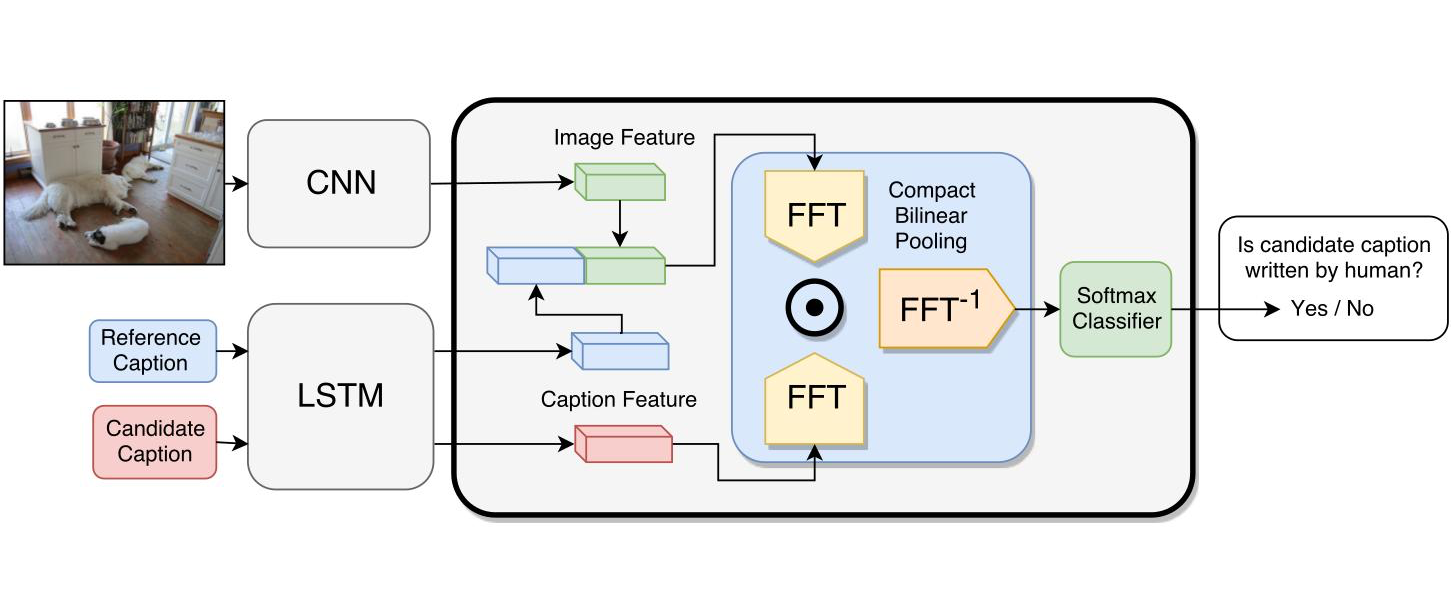 CNN
Image Feature
FFT
Compact
Bilinear
Pooling
Is candidate caption
written by human?
Yes / No
FFT-1
Softmax
Classifier
Reference
Caption
LSTM
Candidate
Caption
Caption Feature
FFT